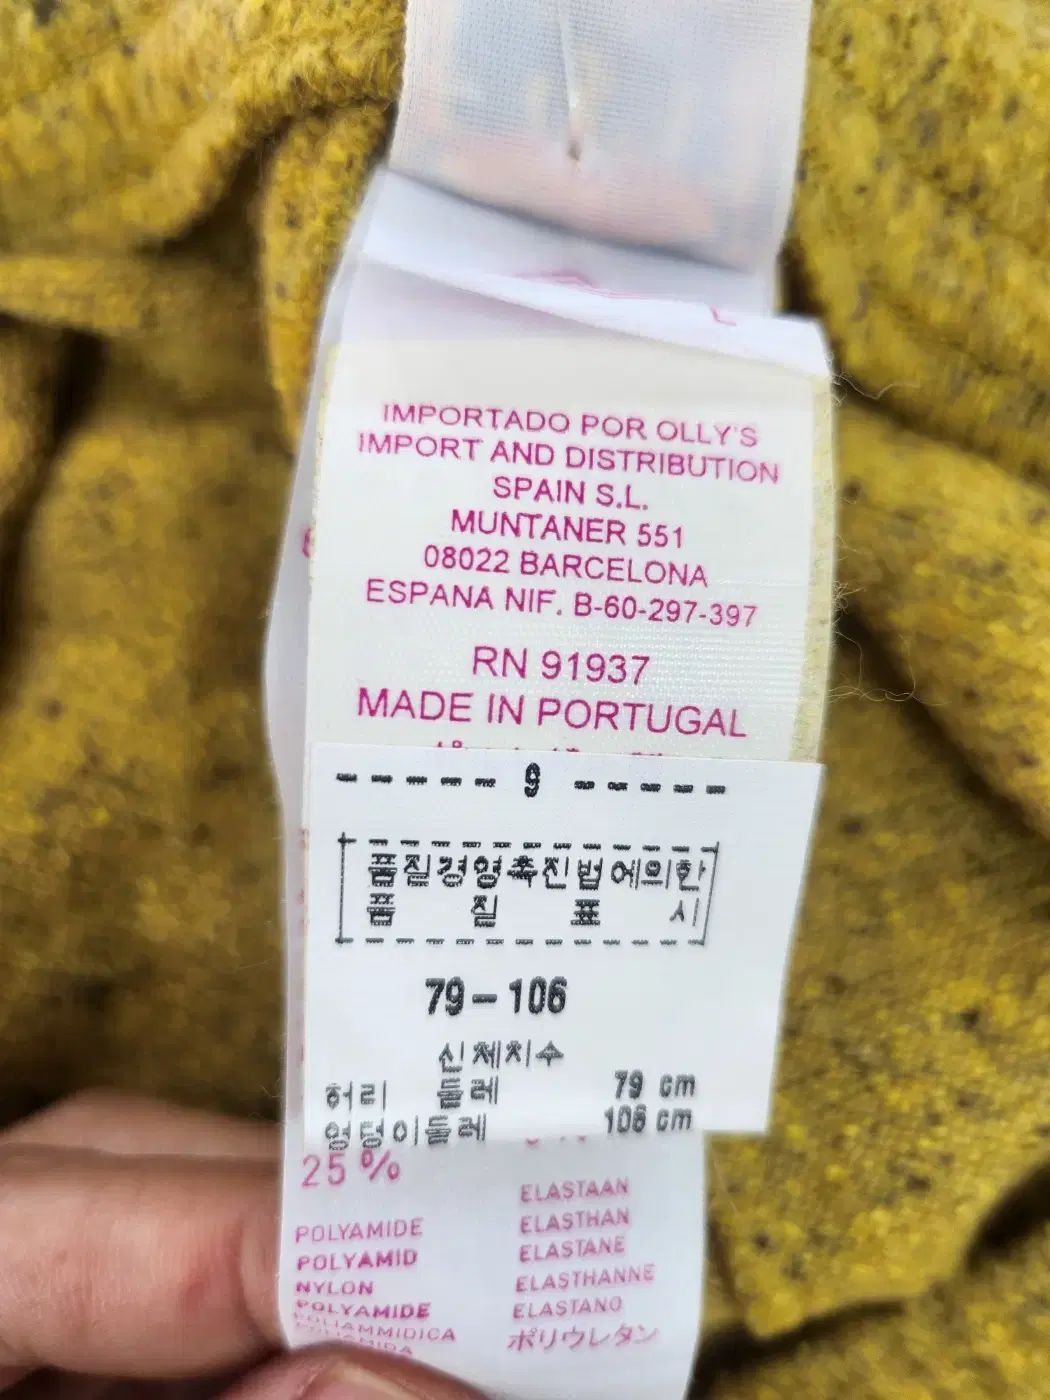 IMPORTADO POR OLLY'S
IMPORT AND DISTRIBUTION
SPAIN S.L.
MUNTANER 551
08022 BARCELONA
ESPANA NIF. B-60-297-397
RN 91937
MADE IN PORTUGAL
----- 9 -----
품질경영촉진법에의한
품 질 표 시
79-106
신체치수
허리 둘레 79 cm
엉덩이둘레 106 cm
25%
POLYAMIDE
POLYAMID
NYLON
POLYAMIDE
POLIAMMIDICA
POLIAMIDA
ELASTAAN
ELASTHAN
ELASTANE
ELASTHANNE
ELASTANO
ポリウレタン